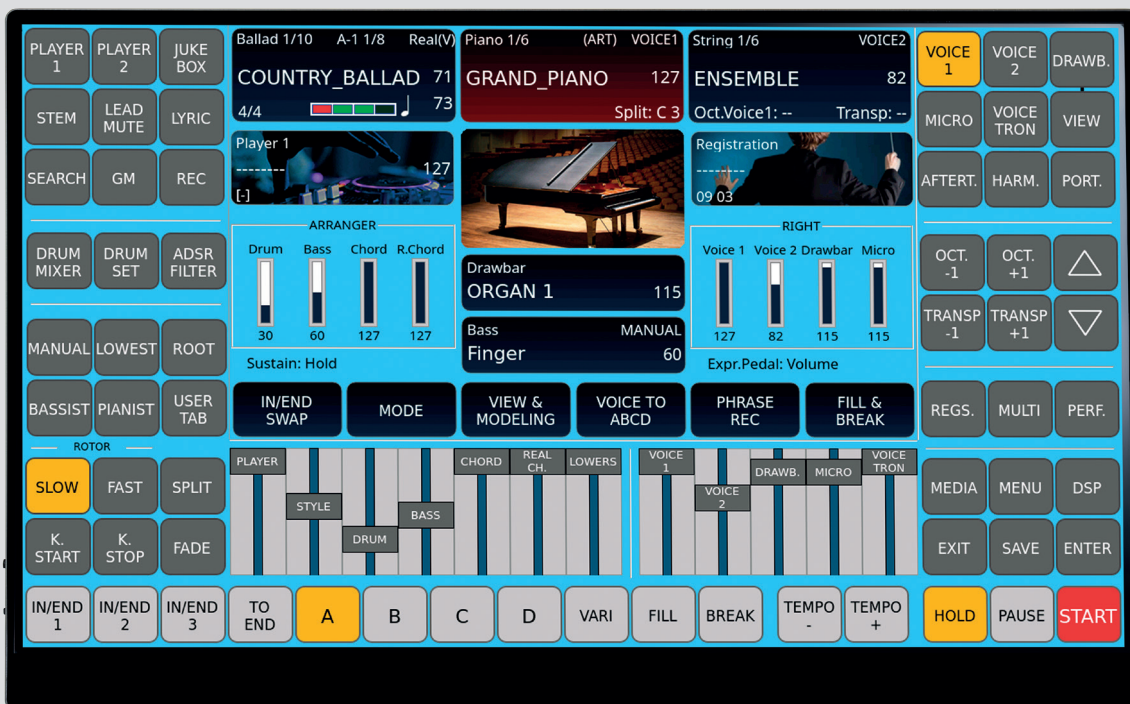 PLAYER
1
PLAYER
2
JUKE
BOX
STEM
LEAD
MUTE
LYRIC
SEARCH
GM
REC
DRUM
MIXER
DRUM
SET
ADSR
FILTER
MANUAL
LOWEST
ROOT
BASSIST
PIANIST
USER
TAB
ROTOR
SLOW
FAST
SPLIT
K.
START
K.
STOP
FADE
Ballad 1/10 A-1 1/8 Real(V)
COUNTRY_BALLAD 71
4/4 73
Piano 1/6 (ART) VOICE1
GRAND_PIANO 127
Split: C 3
String 1/6 VOICE2
ENSEMBLE 82
Oct.Voice1: -- Transp: --
Player 1
-------- 127
[-]
Registration
--------
09 03
ARRANGER
Drum Bass Chord R.Chord
30 60 127 127
Sustain: Hold
Drawbar
ORGAN 1 115
Bass MANUAL
Finger 60
RIGHT
Voice 1 Voice 2 Drawbar Micro
127 82 115 115
Expr.Pedal: Volume
IN/END
SWAP
MODE
VIEW &
MODELING
VOICE TO
ABCD
PHRASE
REC
FILL &
BREAK
PLAYER
STYLE
DRUM
BASS
CHORD
REAL
CH.
LOWERS
VOICE
1
VOICE
2
DRAWB.
MICRO
VOICE
TRON
VOICE
1
VOICE
2
DRAWB.
MICRO
VOICE
TRON
VIEW
AFTERT.
HARM.
PORT.
OCT.
-1
OCT.
+1
TRANSP
-1
TRANSP
+1
REGS.
MULTI
PERF.
MEDIA
MENU
DSP
EXIT
SAVE
ENTER
IN/END
1
IN/END
2
IN/END
3
TO
END
A
B
C
D
VARI
FILL
BREAK
TEMPO
-
TEMPO
+
HOLD
PAUSE
START